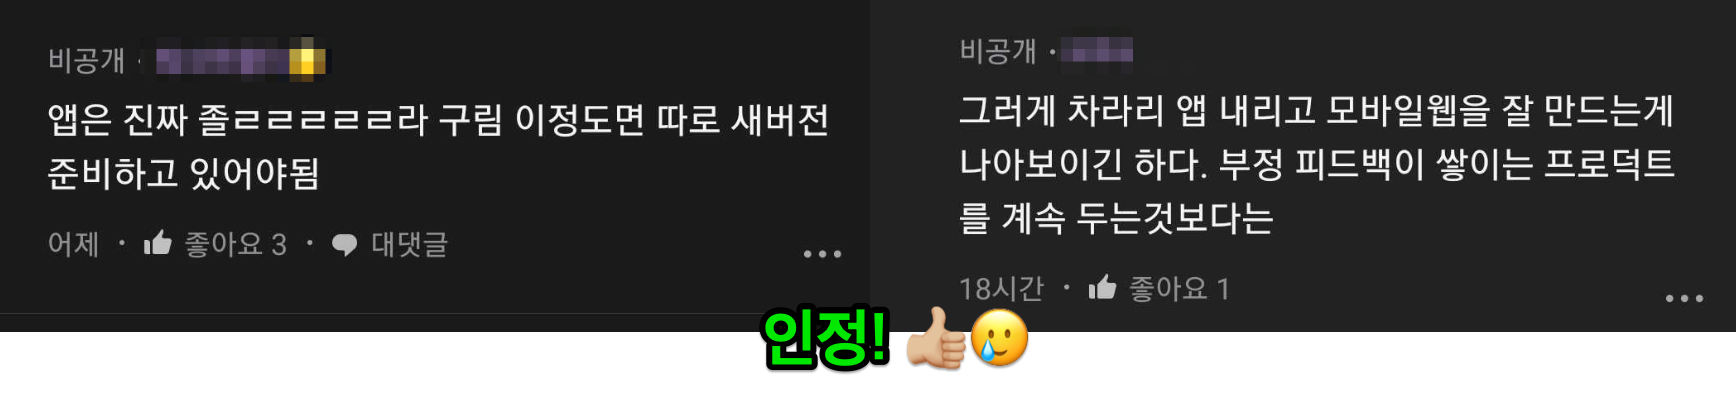 비공개 ·
앱은 진짜 졸ㄹㄹㄹㄹㄹ라 구림 이정도면 따로 새버전
준비하고 있어야됨
어제 · 좋아요 3 · 대댓글
비공개 ·
그러게 차라리 앱 내리고 모바일웹을 잘 만드는게
나아보이긴 하다. 부정 피드백이 쌓이는 프로덕트
를 계속 두는것보다는
18시간 · 좋아요 1
인정! 👍🏼🥲